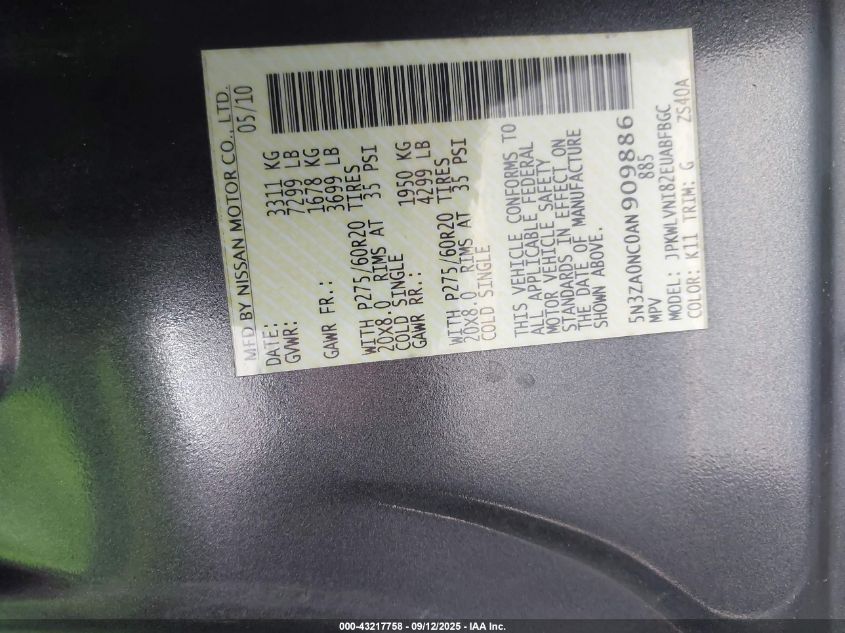 MFD BY NISSAN MOTOR CO., LTD.
DATE: 05/10
GVWR: 3311 KG
7299 LB
GAWR FR.: 1678 KG
3699 LB
WITH P275/60R20 TIRES
20X8.0 RIMS AT 35 PSI
COLD SINGLE
GAWR RR.: 1950 KG
4299 LB
WITH P275/60R20 TIRES
20X8.0 RIMS AT 35 PSI
COLD SINGLE
THIS VEHICLE CONFORMS TO
ALL APPLICABLE FEDERAL
MOTOR VEHICLE SAFETY
STANDARDS IN EFFECT ON
THE DATE OF MANUFACTURE
SHOWN ABOVE.
5N3ZA0NC0AN909886
MPV 885
MODEL: JPKWLVNT82EUABFBGC
COLOR: K11 TRIM: G ZS40A
000-43217758 - 09/12/2025 - IAA Inc.